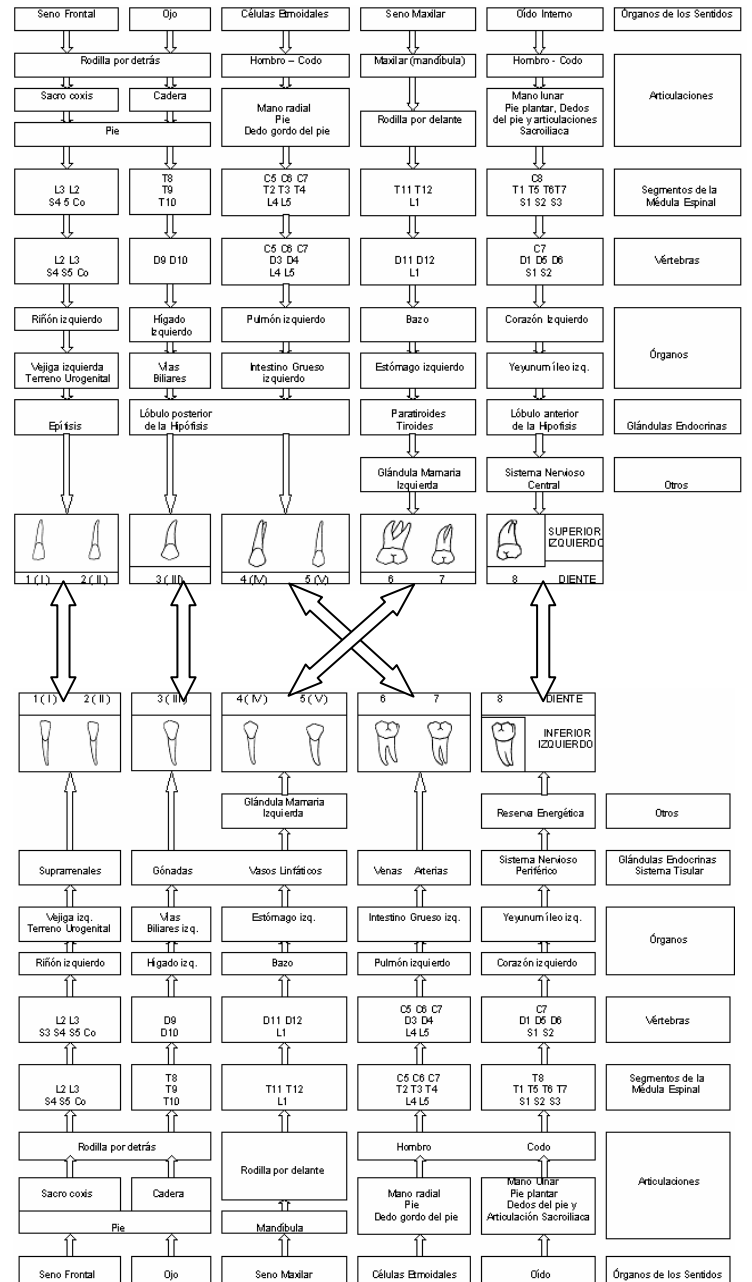 Seno Frontal
Ojo
Células Etmoidales
Seno Maxilar
Oído Interno
Órganos de los Sentidos
Rodilla por detrás
Hombro – Codo
Maxilar (mandíbula)
Hombro - Codo
Articulaciones
Sacro coxis
Cadera
Mano radial
Pie
Dedo gordo del pie
Rodilla por delante
Mano lunar
Pie plantar, Dedos
del pie y articulaciones
Sacroiliaca
Pie
L3 L2
S4 5 Co
T8
T9
T10
C5 C6 C7
T2 T3 T4
L4 L5
T11 T12
L1
C8
T1 T5 T6 T7
S1 S2 S3
Segmentos de la
Médula Espinal
L2 L3
S4 S5 Co
D9 D10
C5 C6 C7
D3 D4
L4 L5
D11 D12
L1
C7
D1 D5 D6
S1 S2
Vértebras
Riñón izquierdo
Hígado
Izquierdo
Pulmón izquierdo
Bazo
Corazón Izquierdo
Órganos
Vejiga izquierda
Terreno Urogenital
Vías
Biliares
Intestino Grueso
izquierdo
Estómago izquierdo
Yeyunum íleo izq.
Epífisis
Lóbulo posterior
de la Hipófisis
Paratiroides
Tiroides
Lóbulo anterior
de la Hipofisis
Glándulas Endocrinas
Glándula Mamaria
Izquierda
Sistema Nervioso
Central
Otros
SUPERIOR
IZQUIERDO
1 ( I ) 2 ( II )
3 ( III )
4 ( IV ) 5 ( V )
6 7
8 DIENTE
1 ( I ) 2 ( II )
3 ( III )
4 ( IV ) 5 ( V )
6 7
8 DIENTE
INFERIOR
IZQUIERDO
Glándula Mamaria
Izquierda
Reserva Energética
Otros
Suprarrenales
Gónadas
Vasos Linfáticos
Venas Arterias
Sistema Nervioso
Periférico
Glándulas Endocrinas
Sistema Tisular
Vejiga izq.
Terreno Urogenital
Vías
Biliares izq.
Estómago izq.
Intestino Grueso izq.
Yeyunum íleo izq.
Órganos
Riñón izquierdo
Hígado izq.
Bazo
Pulmón izquierdo
Corazón izquierdo
L2 L3
S3 S4 S5 Co
D9
D10
D11 D12
L1
C5 C6 C7
D3 D4
L4 L5
C7
D1 D5 D6
S1 S2
Vértebras
L2 L3
S4 S5 Co
T8
T9
T10
T11 T12
L1
C5 C6 C7
T2 T3 T4
L4 L5
T8
T1 T5 T6 T7
S1 S2 S3
Segmentos de la
Médula Espinal
Rodilla por detrás
Rodilla por delante
Hombro Codo
Articulaciones
Sacro coxis
Cadera
Mano radial
Pie
Dedo gordo del pie
Mano Ulnar
Pie plantar
Dedos del pie y
Articulación Sacroiliaca
Pie
Mandíbula
Seno Frontal
Ojo
Seno Maxilar
Células Etmoidales
Oído
Órganos de los Sentidos